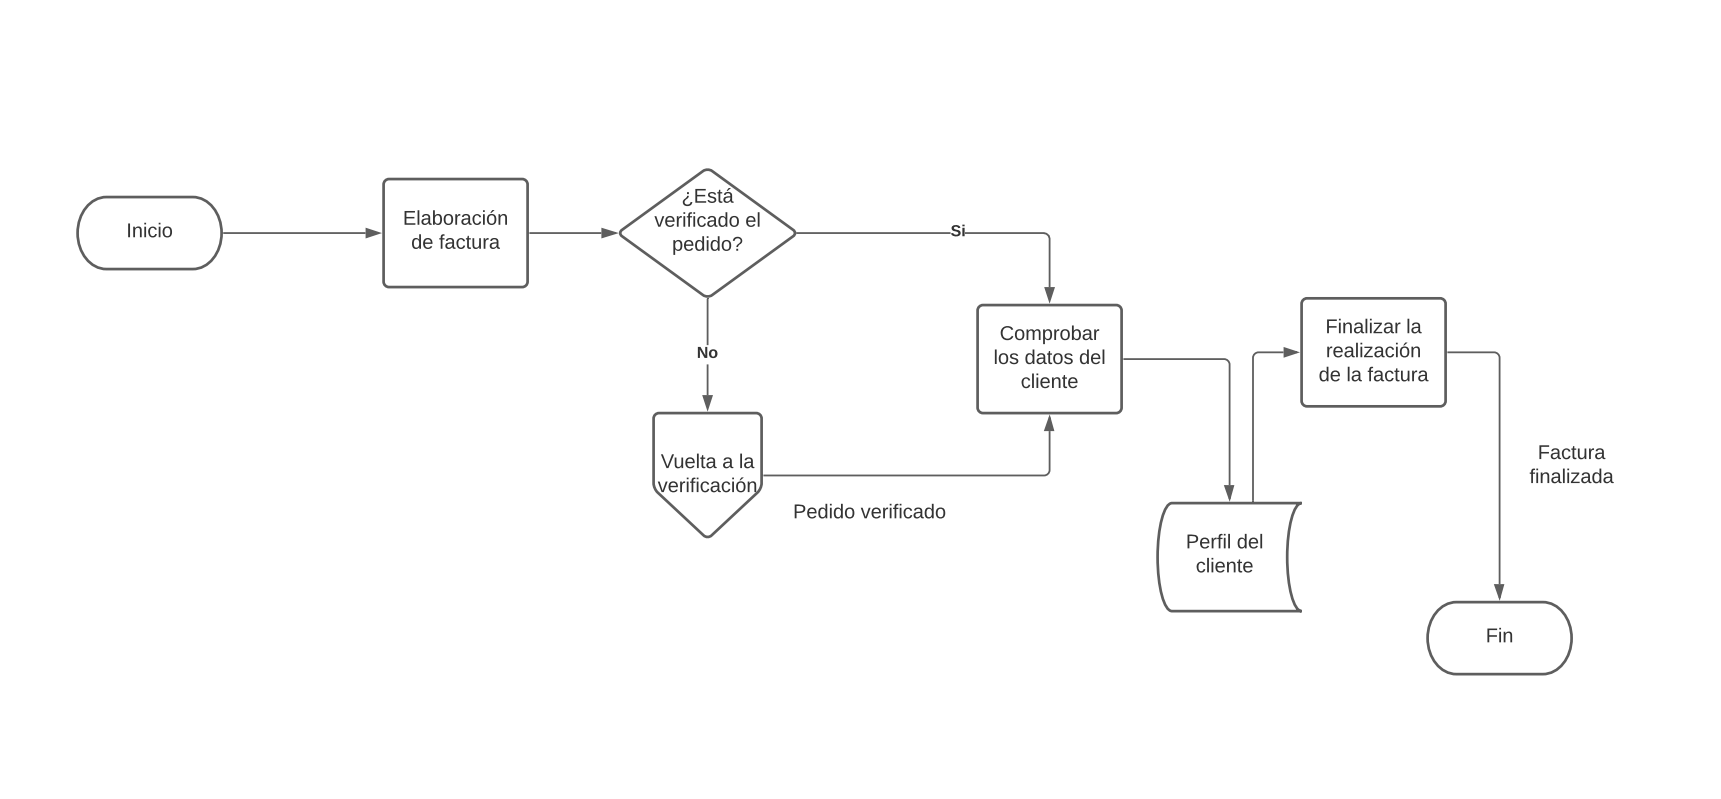 Inicio
Elaboración
de factura
¿Está
verificado el
pedido?
Si
No
Vuelta a la
verificación
Pedido verificado
Comprobar
los datos del
cliente
Perfil del
cliente
Finalizar la
realización
de la factura
Factura
finalizada
Fin